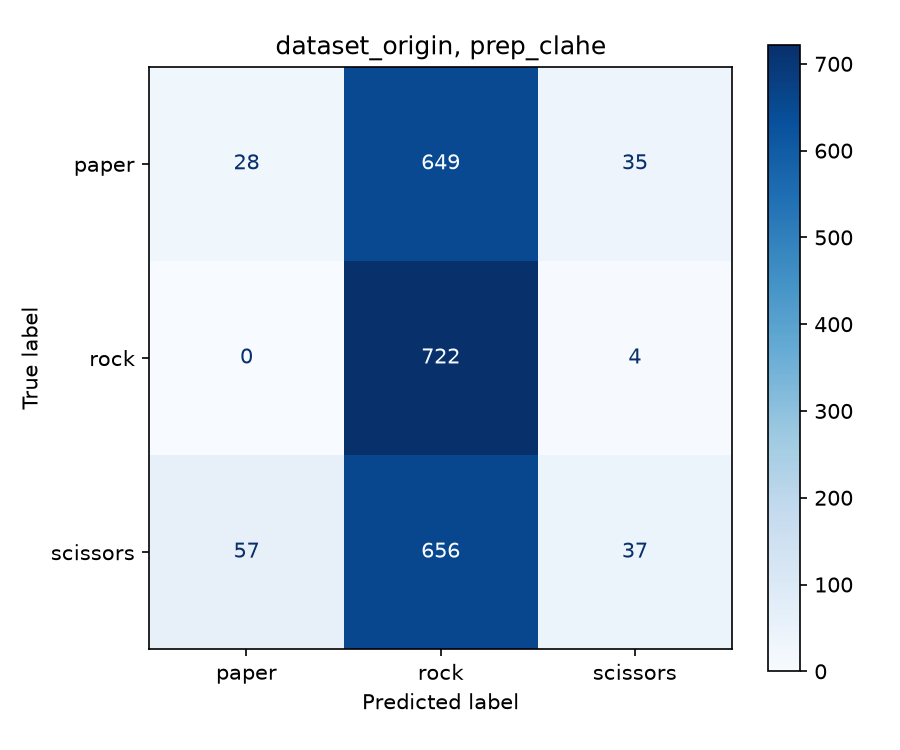 dataset_origin, prep_clahe
700
600
500
400
300
200
100
0
True label
paper
28 649 35
rock
0 722 4
scissors
57 656 37
paper rock scissors
Predicted label